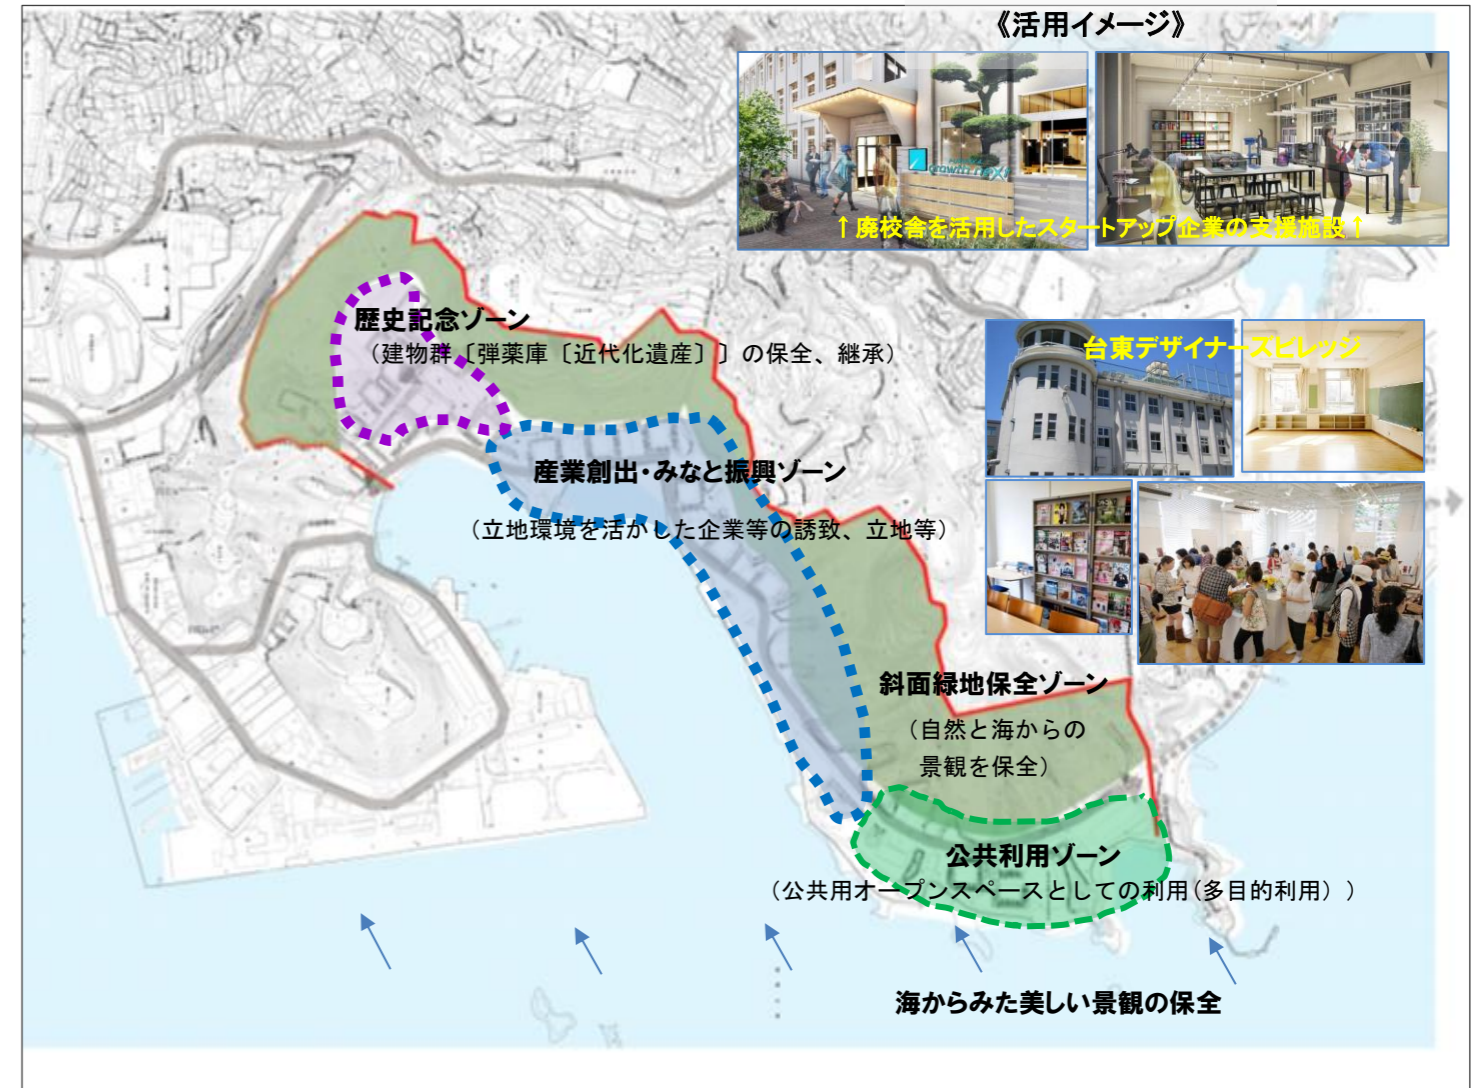 《活用イメージ》
growth next
↑廃校舎を活用したスタートアップ企業の支援施設↑
歴史記念ゾーン
（建物群〔弾薬庫〔近代化遺産〕〕の保全、継承）
台東デザイナーズビレッジ
産業創出・みなと振興ゾーン
（立地環境を活かした企業等の誘致、立地等）
斜面緑地保全ゾーン
（自然と海からの
景観を保全）
公共利用ゾーン
（公共用オープンスペースとしての利用（多目的利用））
海からみた美しい景観の保全